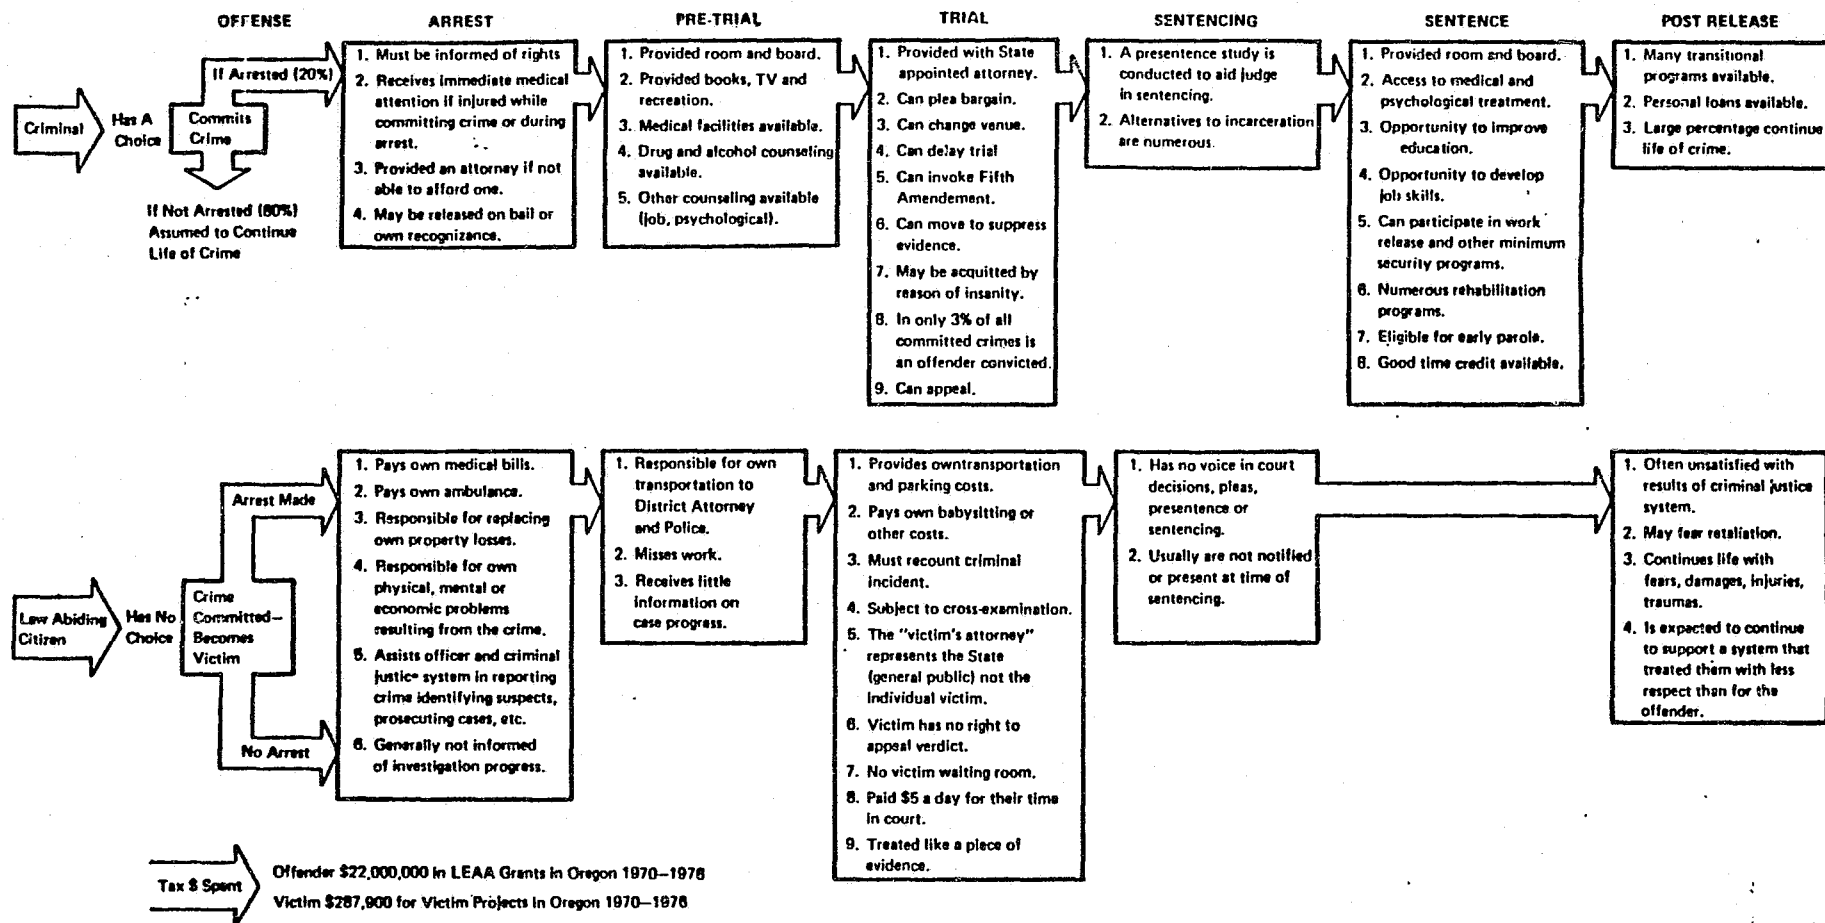 OFFENSE
ARREST
PRE-TRIAL
TRIAL
SENTENCING
SENTENCE
POST RELEASE
Criminal
Has A
Choice
Commits
Crime
If Arrested (20%)
If Not Arrested (80%)
Assumed to Continue
Life of Crime
1. Must be informed of rights
2. Receives immediate medical
attention if injured while
committing crime or during
arrest.
3. Provided an attorney if not
able to afford one.
4. May be released on bail or
own recognizance.
1. Provided room and board.
2. Provided books, TV and
recreation.
3. Medical facilities available.
4. Drug and alcohol counseling
available.
5. Other counseling available
(job, psychological).
1. Provided with State
appointed attorney.
2. Can plea bargain.
3. Can change venue.
4. Can delay trial
5. Can invoke Fifth
Amendement.
6. Can move to suppress
evidence.
7. May be acquitted by
reason of insanity.
8. In only 3% of all
committed crimes is
an offender convicted.
9. Can appeal.
1. A presentence study is
conducted to aid judge
in sentencing.
2. Alternatives to incarceration
are numerous.
1. Provided room and board.
2. Access to medical and
psychological treatment.
3. Opportunity to improve
education.
4. Opportunity to develop
job skills.
5. Can participate in work
release and other minimum
security programs.
6. Numerous rehabilitation
programs.
7. Eligible for early parole.
8. Good time credit available.
1. Many transitional
programs available.
2. Personal loans available.
3. Large percentage continue
life of crime.
Law Abiding
Citizen
Has No
Choice
Crime
Committed—
Becomes
Victim
Arrest Made
No Arrest
1. Pays own medical bills.
2. Pays own ambulance.
3. Responsible for replacing
own property losses.
4. Responsible for own
physical, mental or
economic problems
resulting from the crime.
5. Assists officer and criminal
justice system in reporting
crime identifying suspects,
prosecuting cases, etc.
6. Generally not informed
of investigation progress.
1. Responsible for own
transportation to
District Attorney
and Police.
2. Misses work.
3. Receives little
information on
case progress.
1. Provides owntransportation
and parking costs.
2. Pays own babysitting or
other costs.
3. Must recount criminal
incident.
4. Subject to cross-examination.
5. The "victim's attorney"
represents the State
(general public) not the
individual victim.
6. Victim has no right to
appeal verdict.
7. No victim waiting room.
8. Paid $5 a day for their time
in court.
9. Treated like a piece of
evidence.
1. Has no voice in court
decisions, pleas,
presentence or
sentencing.
2. Usually are not notified
or present at time of
sentencing.
1. Often unsatisfied with
results of criminal justice
system.
2. May fear retaliation.
3. Continues life with
fears, damages, injuries,
traumas.
4. Is expected to continue
to support a system that
treated them with less
respect than for the
offender.
Tax $ Spent
Offender $22,000,000 in LEAA Grants in Oregon 1970—1976
Victim $287,900 for Victim Projects in Oregon 1970—1976